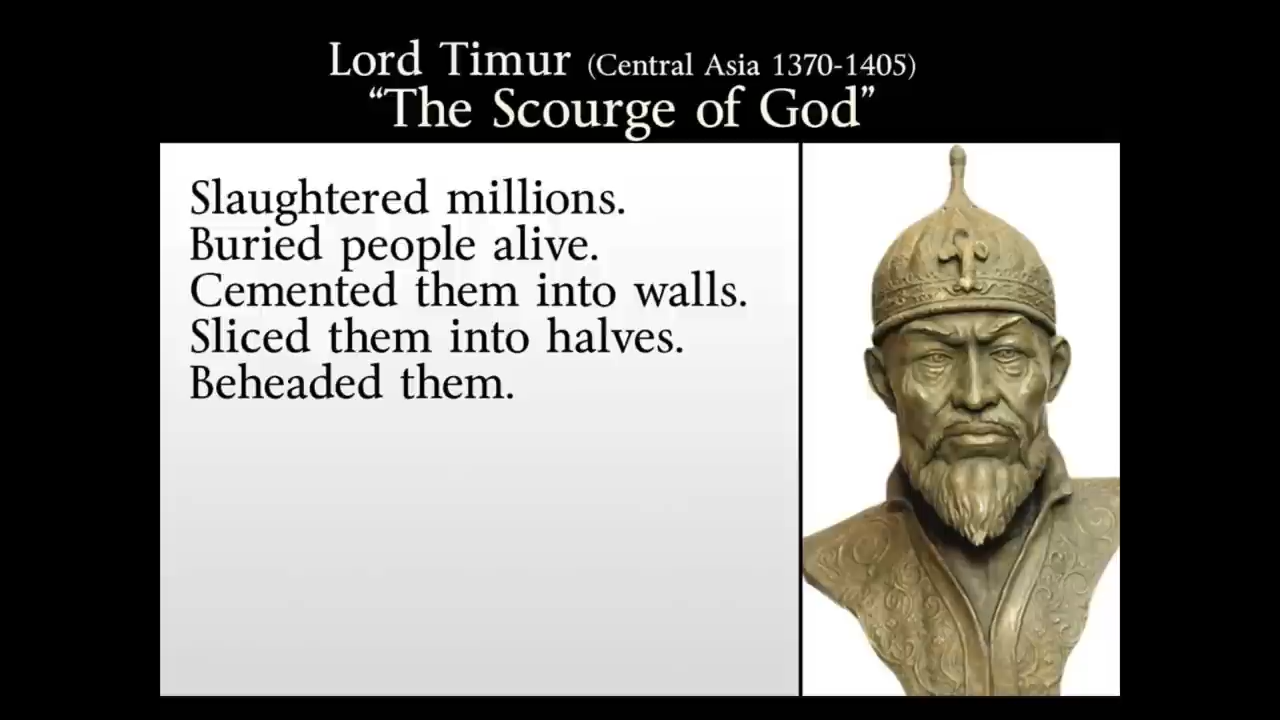 Lord Timur (Central Asia 1370-1405)
“The Scourge of God”
Slaughtered millions.
Buried people alive.
Cemented them into walls.
Sliced them into halves.
Beheaded them.